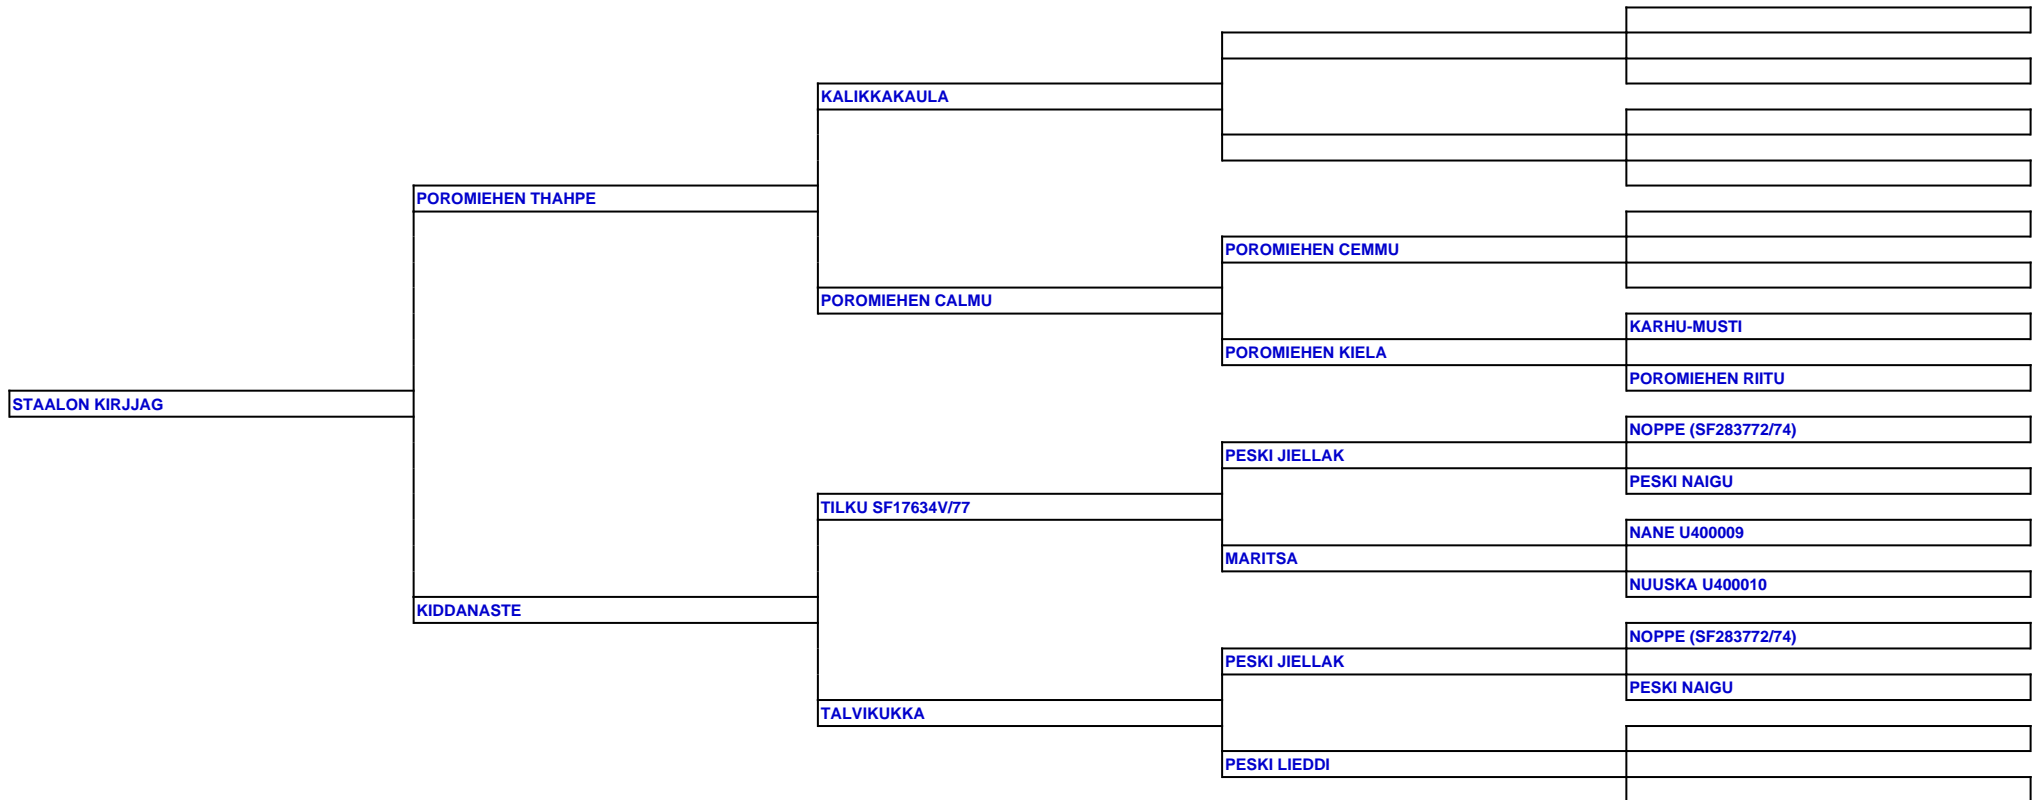 KALIKKAKAULA
POROMIEHEN THAHPE
POROMIEHEN CEMMU
POROMIEHEN CALMU
KARHU-MUSTI
POROMIEHEN KIELA
POROMIEHEN RIITU
STAALON KIRJJAG
NOPPE (SF283772/74)
PESKI JIELLAK
PESKI NAIGU
TILKU SF17634V/77
NANE U400009
MARITSA
NUUSKA U400010
KIDDANASTE
NOPPE (SF283772/74)
PESKI JIELLAK
PESKI NAIGU
TALVIKUKKA
PESKI LIEDDI